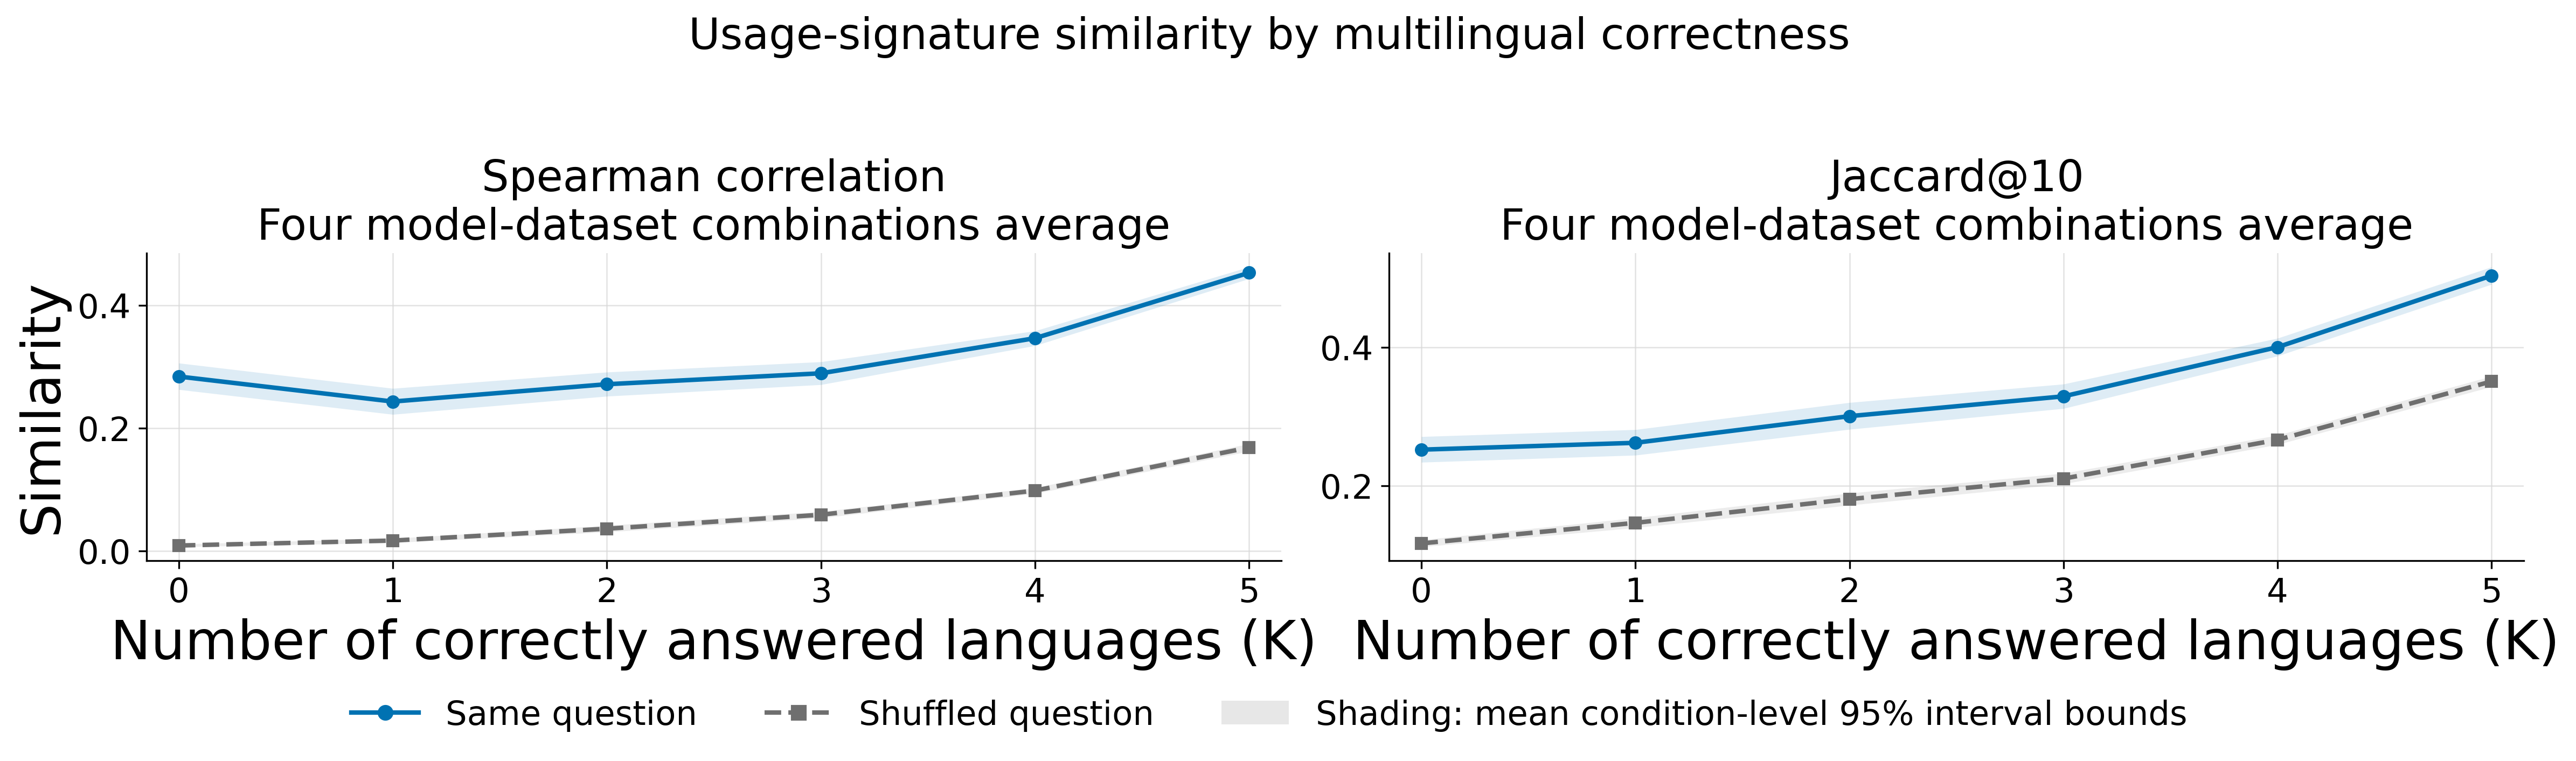 Usage-signature similarity by multilingual correctness
Spearman correlation
Four model-dataset combinations average
Similarity
0.4
0.2
0.0
0 1 2 3 4 5
Number of correctly answered languages (K)
Jaccard@10
Four model-dataset combinations average
0.4
0.2
0 1 2 3 4 5
Number of correctly answered languages (K)
Same question
Shuffled question
Shading: mean condition-level 95% interval bounds